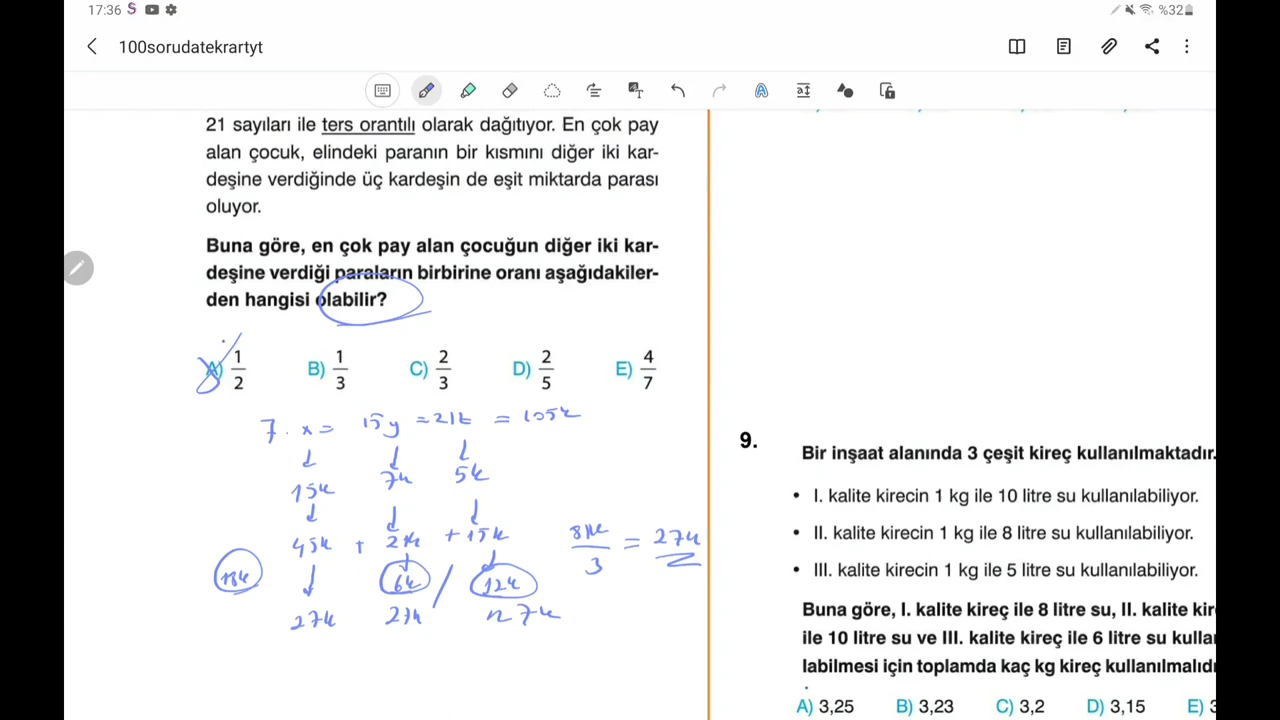 17:36 S %32
100sorudatekrartyt
21 sayıları ile ters orantılı olarak dağıtıyor. En çok pay
alan çocuk, elindeki paranın bir kısmını diğer iki kar-
deşine verdiğinde üç kardeşin de eşit miktarda parası
oluyor.
Buna göre, en çok pay alan çocuğun diğer iki kar-
deşine verdiği paraların birbirine oranı aşağıdakiler-
den hangisi olabilir?
A) 1/2 B) 1/3 C) 2/3 D) 2/5 E) 4/7
7.x = 15y = 21z = 105k
15k 7k 5k
45k + 21k + 15k 81k/3 = 27k
18k 6k / 12k
27k 27k 27k
9.
Bir inşaat alanında 3 çeşit kireç kullanılmaktadır.
• I. kalite kirecin 1 kg ile 10 litre su kullanılabiliyor.
• II. kalite kirecin 1 kg ile 8 litre su kullanılabiliyor.
• III. kalite kirecin 1 kg ile 5 litre su kullanılabiliyor.
Buna göre, I. kalite kireç ile 8 litre su, II. kalite kir
ile 10 litre su ve III. kalite kireç ile 6 litre su kulla
labilmesi için toplamda kaç kg kireç kullanılmalıd
A) 3,25 B) 3,23 C) 3,2 D) 3,15 E) 3